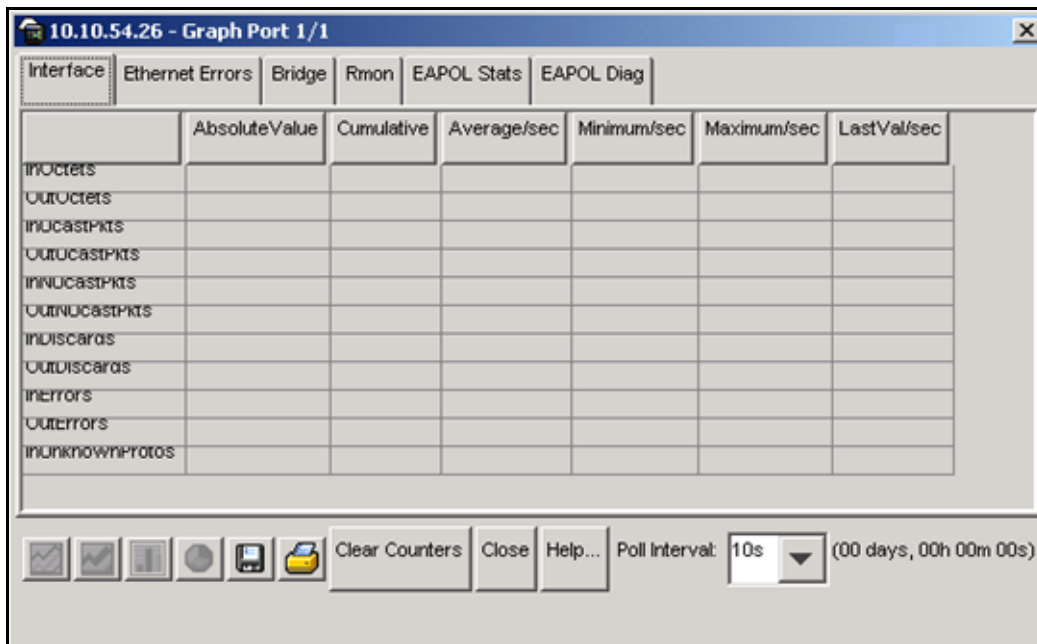 10.10.54.26 - Graph Port 1/1
Interface Ethernet Errors Bridge Rmon EAPOL Stats EAPOL Diag
AbsoluteValue Cumulative Average/sec Minimum/sec Maximum/sec LastVal/sec
InOctets
OutOctets
InUcastPkts
OutUcastPkts
InNUcastPkts
OutNUcastPkts
InDiscards
OutDiscards
InErrors
OutErrors
InUnknownProtos
Clear Counters Close Help... Poll Interval: 10s (00 days, 00h 00m 00s)